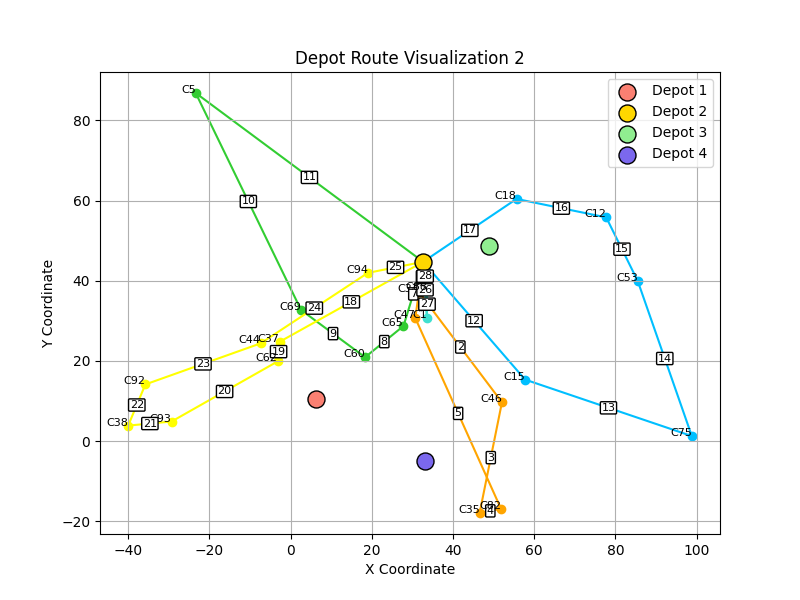 Depot Route Visualization 2
Depot 1
Depot 2
Depot 3
Depot 4
C5
11
10
C18
16
C12
17
15
C94
25
28
C53
18
C69
24
26
7
27
C47
C1
C65
12
9
8
2
C44
C37
19
C62
C60
14
23
20
C15
C92
22
C46
13
5
C38
21
C93
C75
3
C35
4
80
60
40
20
0
−20
−40
−20
0
20
40
60
80
100
X Coordinate
Y Coordinate